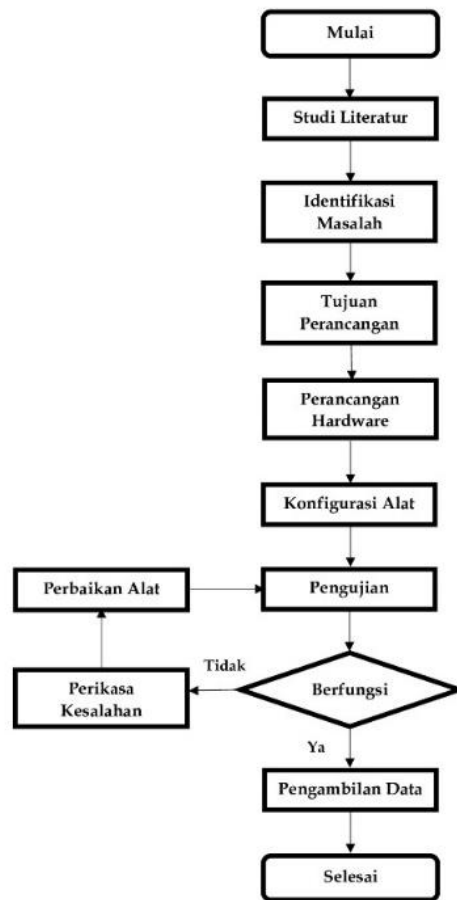 Mulai
Studi Literatur
Identifikasi
Masalah
Tujuan
Perancangan
Perancangan
Hardware
Konfigurasi Alat
Perbaikan Alat
Pengujian
Tidak
Perikasa
Kesalahan
Berfungsi
Ya
Pengambilan Data
Selesai